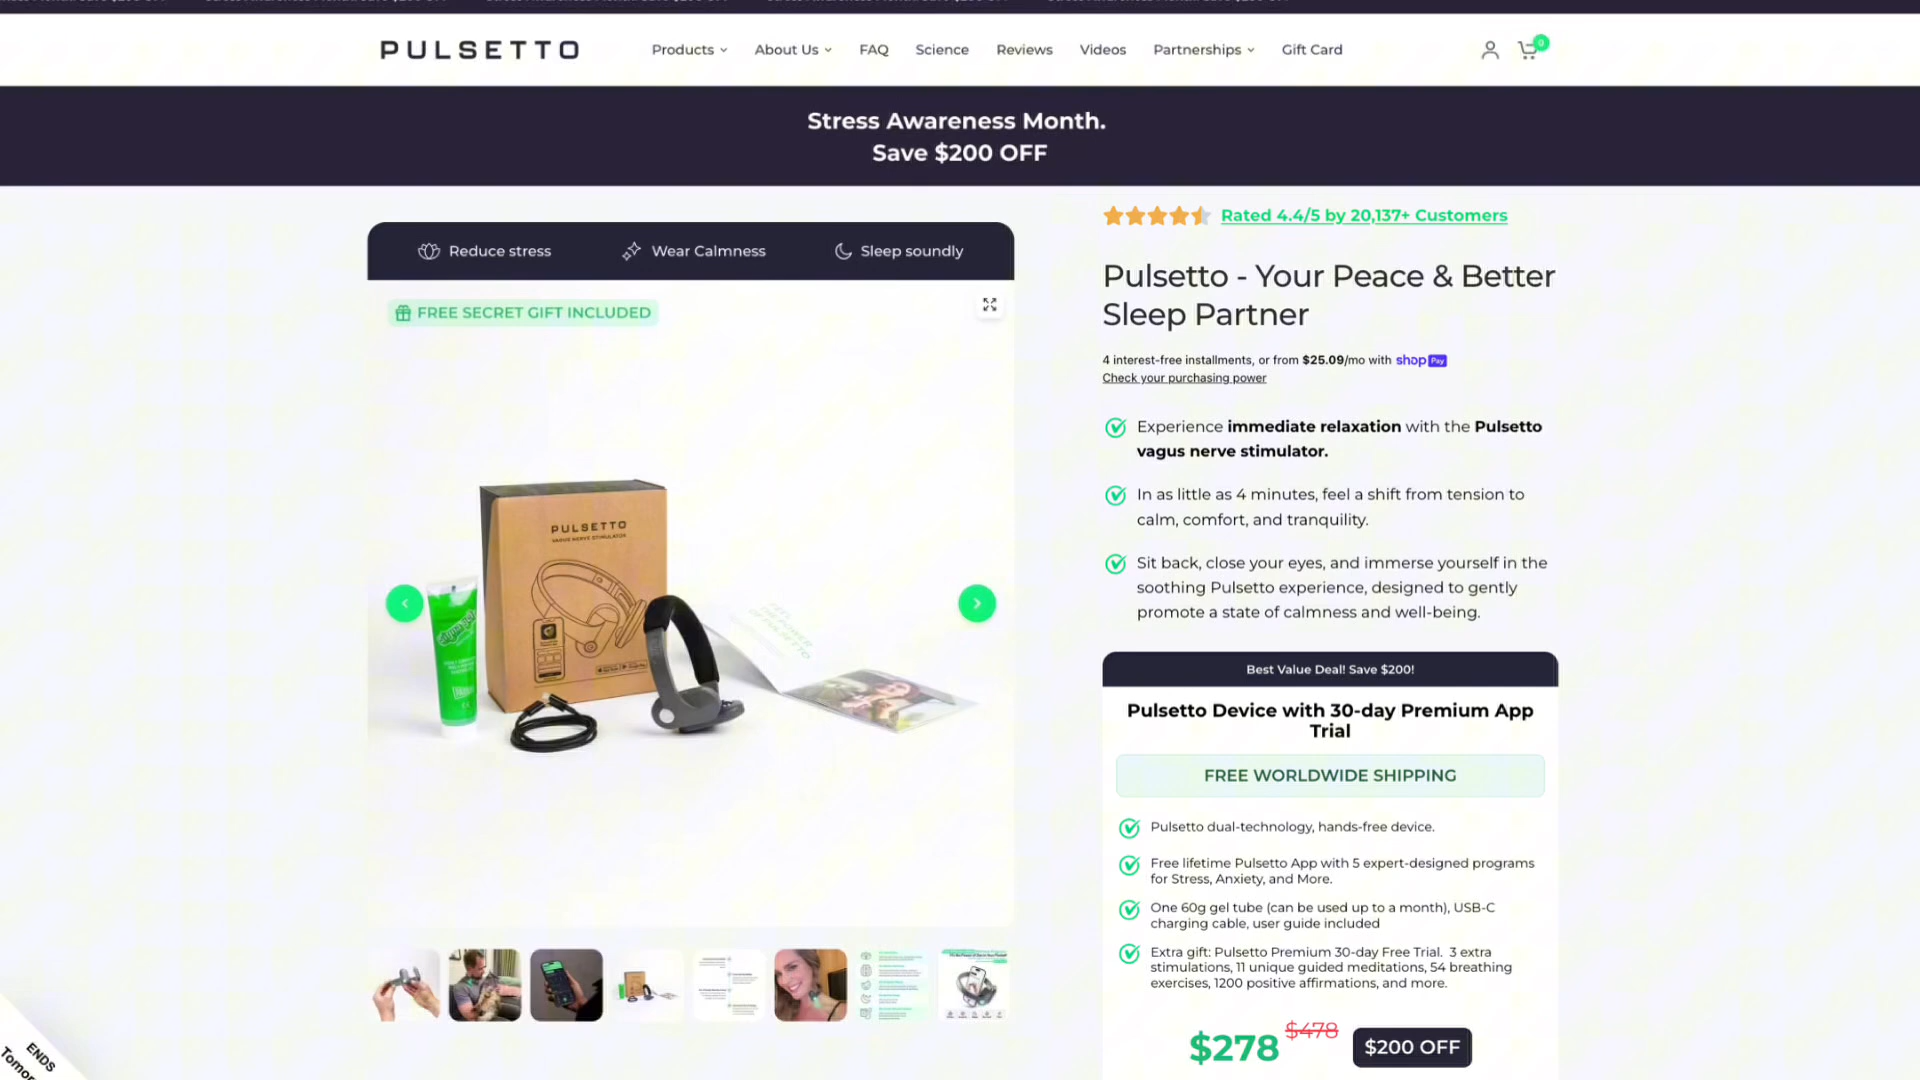 PULSETTO
Products
About Us
FAQ
Science
Reviews
Videos
Partnerships
Gift Card
0
Stress Awareness Month.
Save $200 OFF
Reduce stress
Wear Calmness
Sleep soundly
FREE SECRET GIFT INCLUDED
PULSETTO
VAGUS NERVE STIMULATOR
Rated 4.4/5 by 20,137+ Customers
Pulsetto - Your Peace & Better
Sleep Partner
4 interest-free installments, or from $25.09/mo with shop Pay
Check your purchasing power
Experience immediate relaxation with the Pulsetto
vagus nerve stimulator.
In as little as 4 minutes, feel a shift from tension to
calm, comfort, and tranquility.
Sit back, close your eyes, and immerse yourself in the
soothing Pulsetto experience, designed to gently
promote a state of calmness and well-being.
Best Value Deal! Save $200!
Pulsetto Device with 30-day Premium App
Trial
FREE WORLDWIDE SHIPPING
Pulsetto dual-technology, hands-free device.
Free lifetime Pulsetto App with 5 expert-designed programs
for Stress, Anxiety, and More.
One 60g gel tube (can be used up to a month), USB-C
charging cable, user guide included
Extra gift: Pulsetto Premium 30-day Free Trial. 3 extra
stimulations, 11 unique guided meditations, 54 breathing
exercises, 1200 positive affirmations, and more.
$278 $478 $200 OFF
ENDS